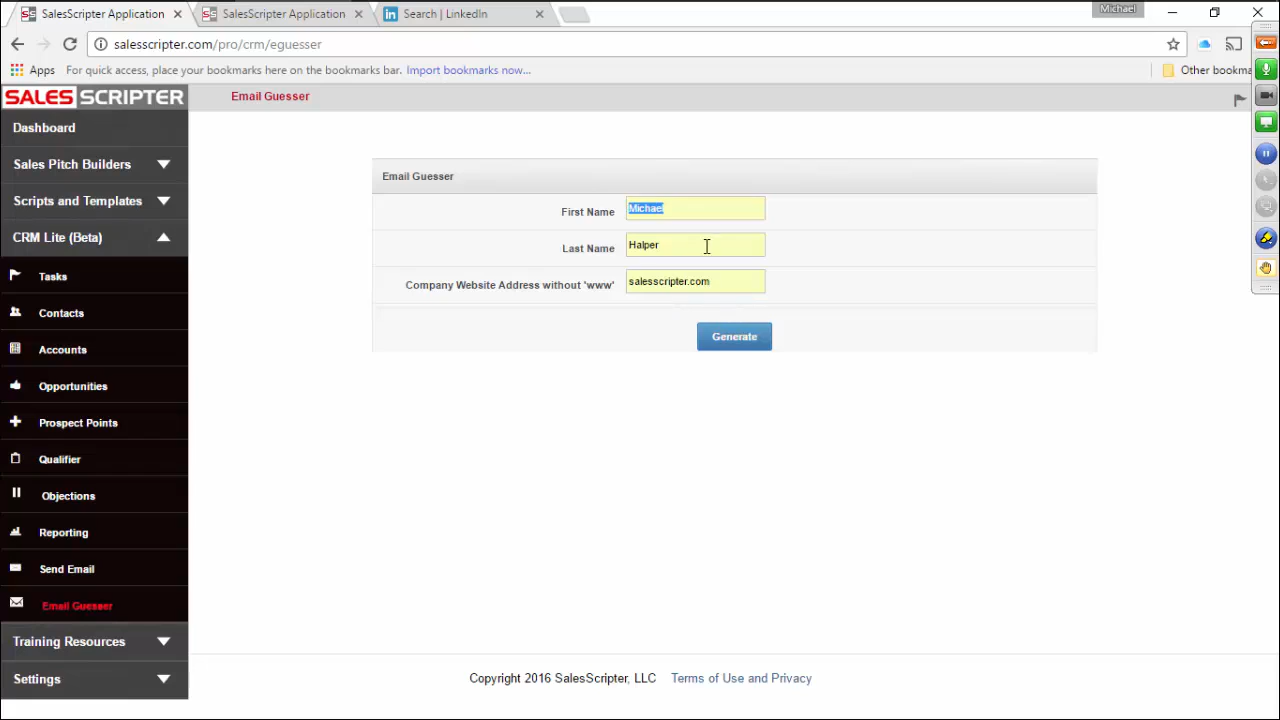 SalesScripter Application
SalesScripter Application
Search | LinkedIn
Michael
salesscripter.com/pro/crm/eguesser
Apps
For quick access, place your bookmarks here on the bookmarks bar. Import bookmarks now...
Other bookma
SALES SCRIPTER
Email Guesser
Dashboard
Sales Pitch Builders
Scripts and Templates
CRM Lite (Beta)
Tasks
Contacts
Accounts
Opportunities
Prospect Points
Qualifier
Objections
Reporting
Send Email
Email Guesser
Training Resources
Settings
Email Guesser
First Name Michael
Last Name Halper
Company Website Address without 'www' salesscripter.com
Generate
Copyright 2016 SalesScripter, LLC Terms of Use and Privacy